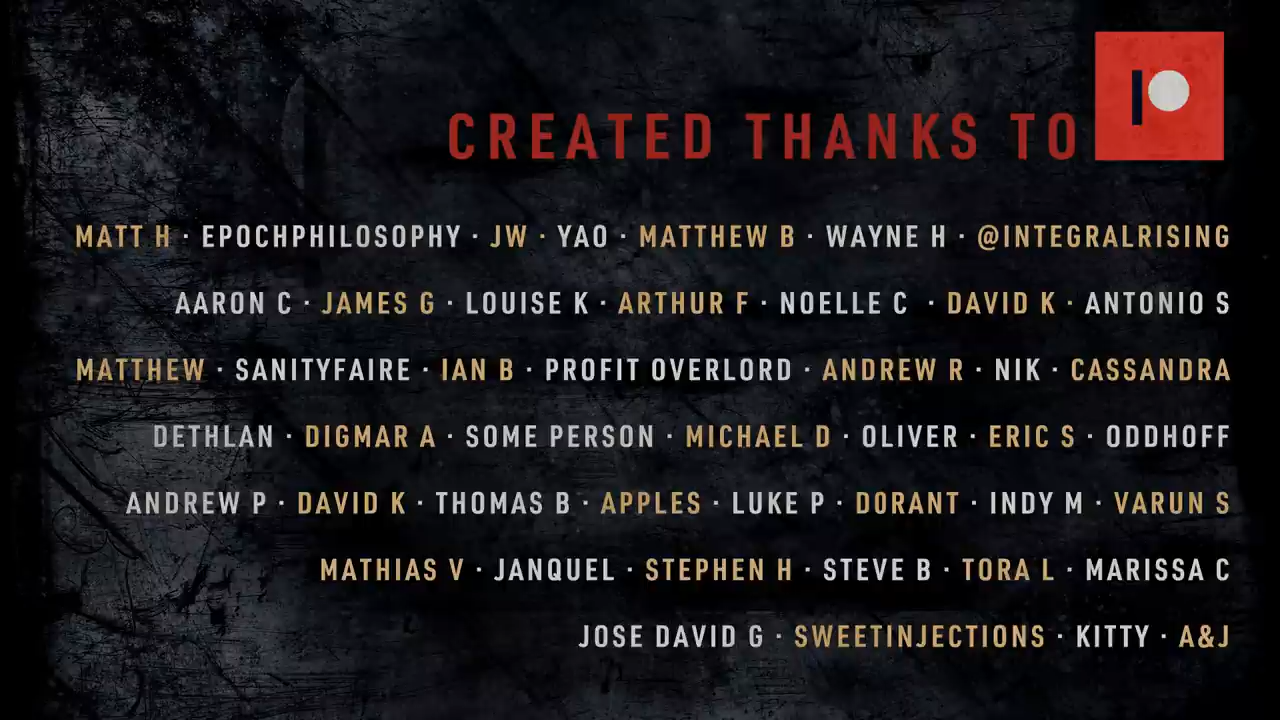 CREATED THANKS TO
MATT H · EPOCHPHILOSOPHY · JW · YAO · MATTHEW B · WAYNE H · @INTEGRALRISING
AARON C · JAMES G · LOUISE K · ARTHUR F · NOELLE C · DAVID K · ANTONIO S
MATTHEW · SANITYFAIRE · IAN B · PROFIT OVERLORD · ANDREW R · NIK · CASSANDRA
DETHLAN · DIGMAR A · SOME PERSON · MICHAEL D · OLIVER · ERIC S · ODDHOFF
ANDREW P · DAVID K · THOMAS B · APPLES · LUKE P · DORANT · INDY M · VARUN S
MATHIAS V · JANQUEL · STEPHEN H · STEVE B · TORA L · MARISSA C
JOSE DAVID G · SWEETINJECTIONS · KITTY · A&J